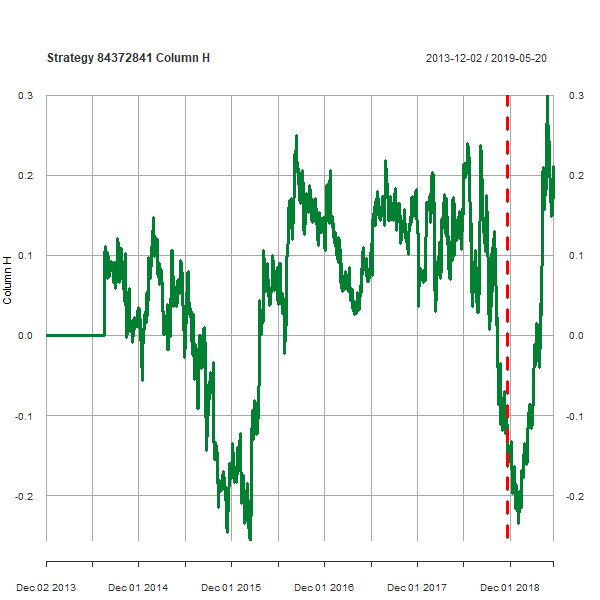 Strategy 84372841 Column H
2013-12-02 / 2019-05-20
0.3 0.3
0.2 0.2
0.1 0.1
Column H
0.0 0.0
-0.1 -0.1
-0.2 -0.2
Dec 02 2013 Dec 01 2014 Dec 01 2015 Dec 01 2016 Dec 01 2017 Dec 01 2018